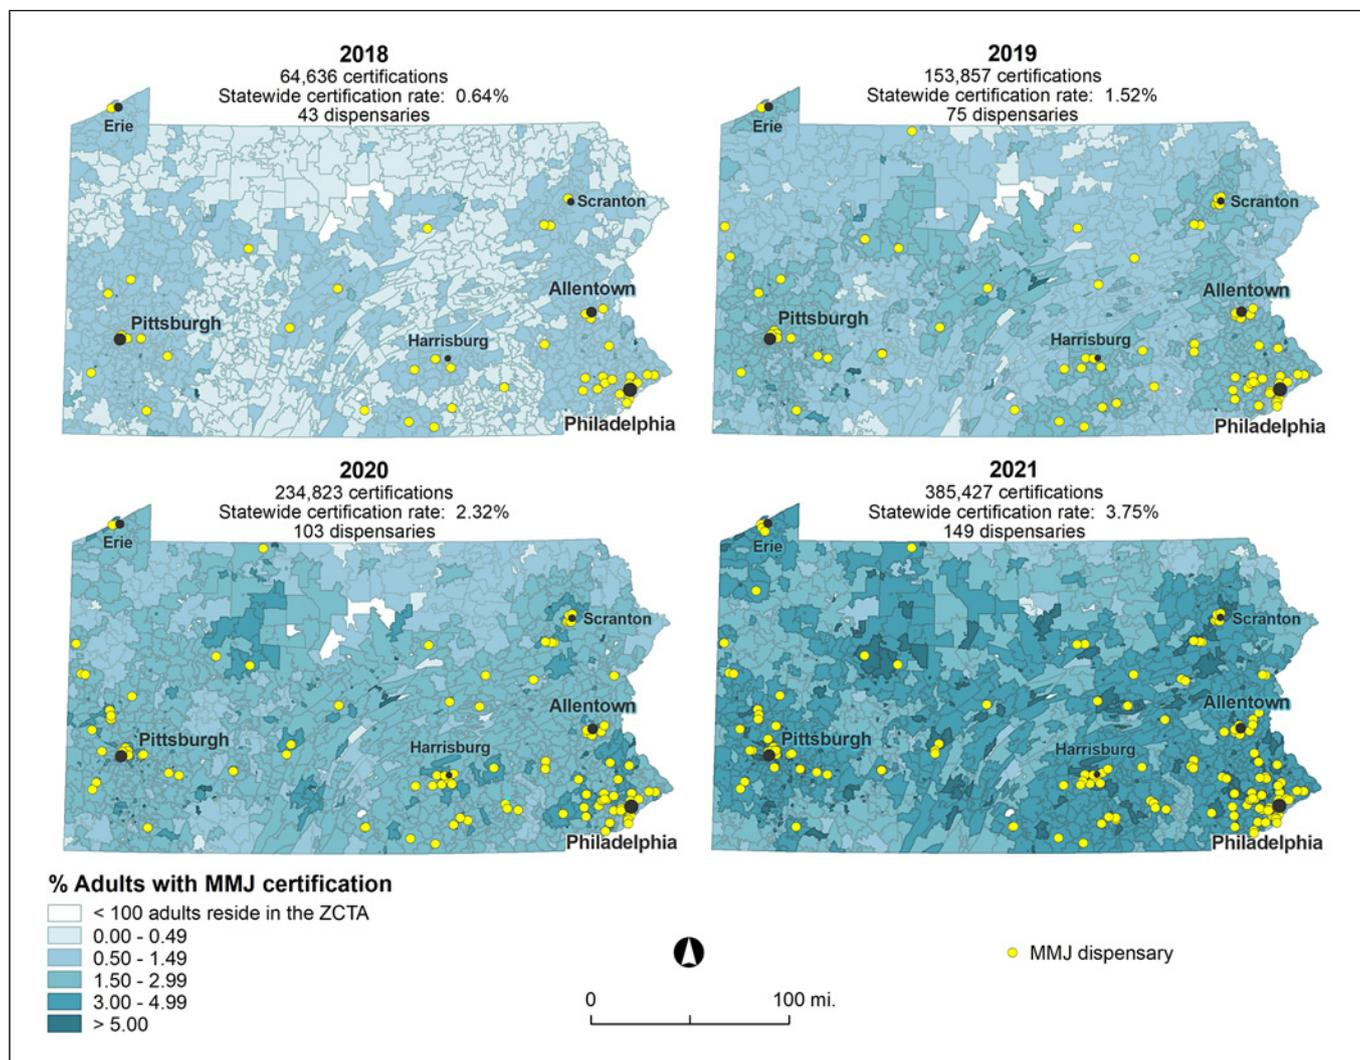 2018
64,636 certifications
Statewide certification rate: 0.64%
43 dispensaries
Erie
Scranton
Allentown
Pittsburgh
Harrisburg
Philadelphia
2019
153,857 certifications
Statewide certification rate: 1.52%
75 dispensaries
Erie
Scranton
Allentown
Pittsburgh
Harrisburg
Philadelphia
2020
234,823 certifications
Statewide certification rate: 2.32%
103 dispensaries
Erie
Scranton
Allentown
Pittsburgh
Harrisburg
Philadelphia
2021
385,427 certifications
Statewide certification rate: 3.75%
149 dispensaries
Erie
Scranton
Allentown
Pittsburgh
Harrisburg
Philadelphia
% Adults with MMJ certification
< 100 adults reside in the ZCTA
0.00 - 0.49
0.50 - 1.49
1.50 - 2.99
3.00 - 4.99
> 5.00
0 100 mi.
MMJ dispensary